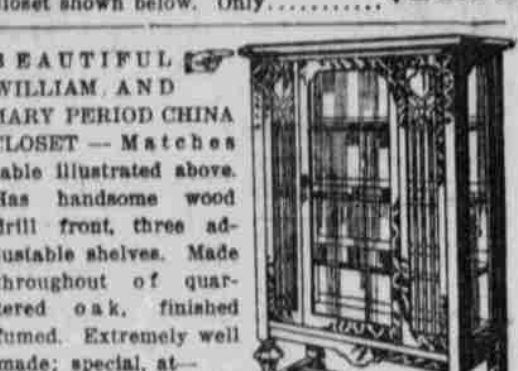 closet shown below. Only...........
BEAUTIFUL
WILLIAM AND
MARY PERIOD CHINA
CLOSET — Matches
table illustrated above.
Has handsome wood
drill front, three ad-
justable shelves. Made
throughout of quar-
tered oak, finished
fumed. Extremely well
made; special, at—